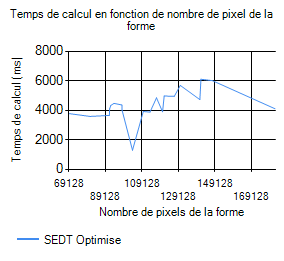 Temps de calcul en fonction de nombre de pixel de la
forme
8000
6000
4000
2000
0
Temps de calcul (ms)
69128
109128
149128
89128
129128
169128
Nombre de pixels de la forme
SEDT Optimise